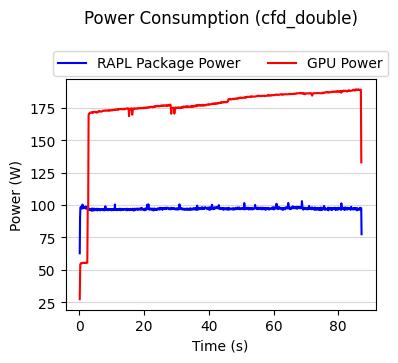 Power Consumption (cfd_double)
RAPL Package Power GPU Power
175
150
125
100
75
50
25
Power (W)
0 20 40 60 80
Time (s)